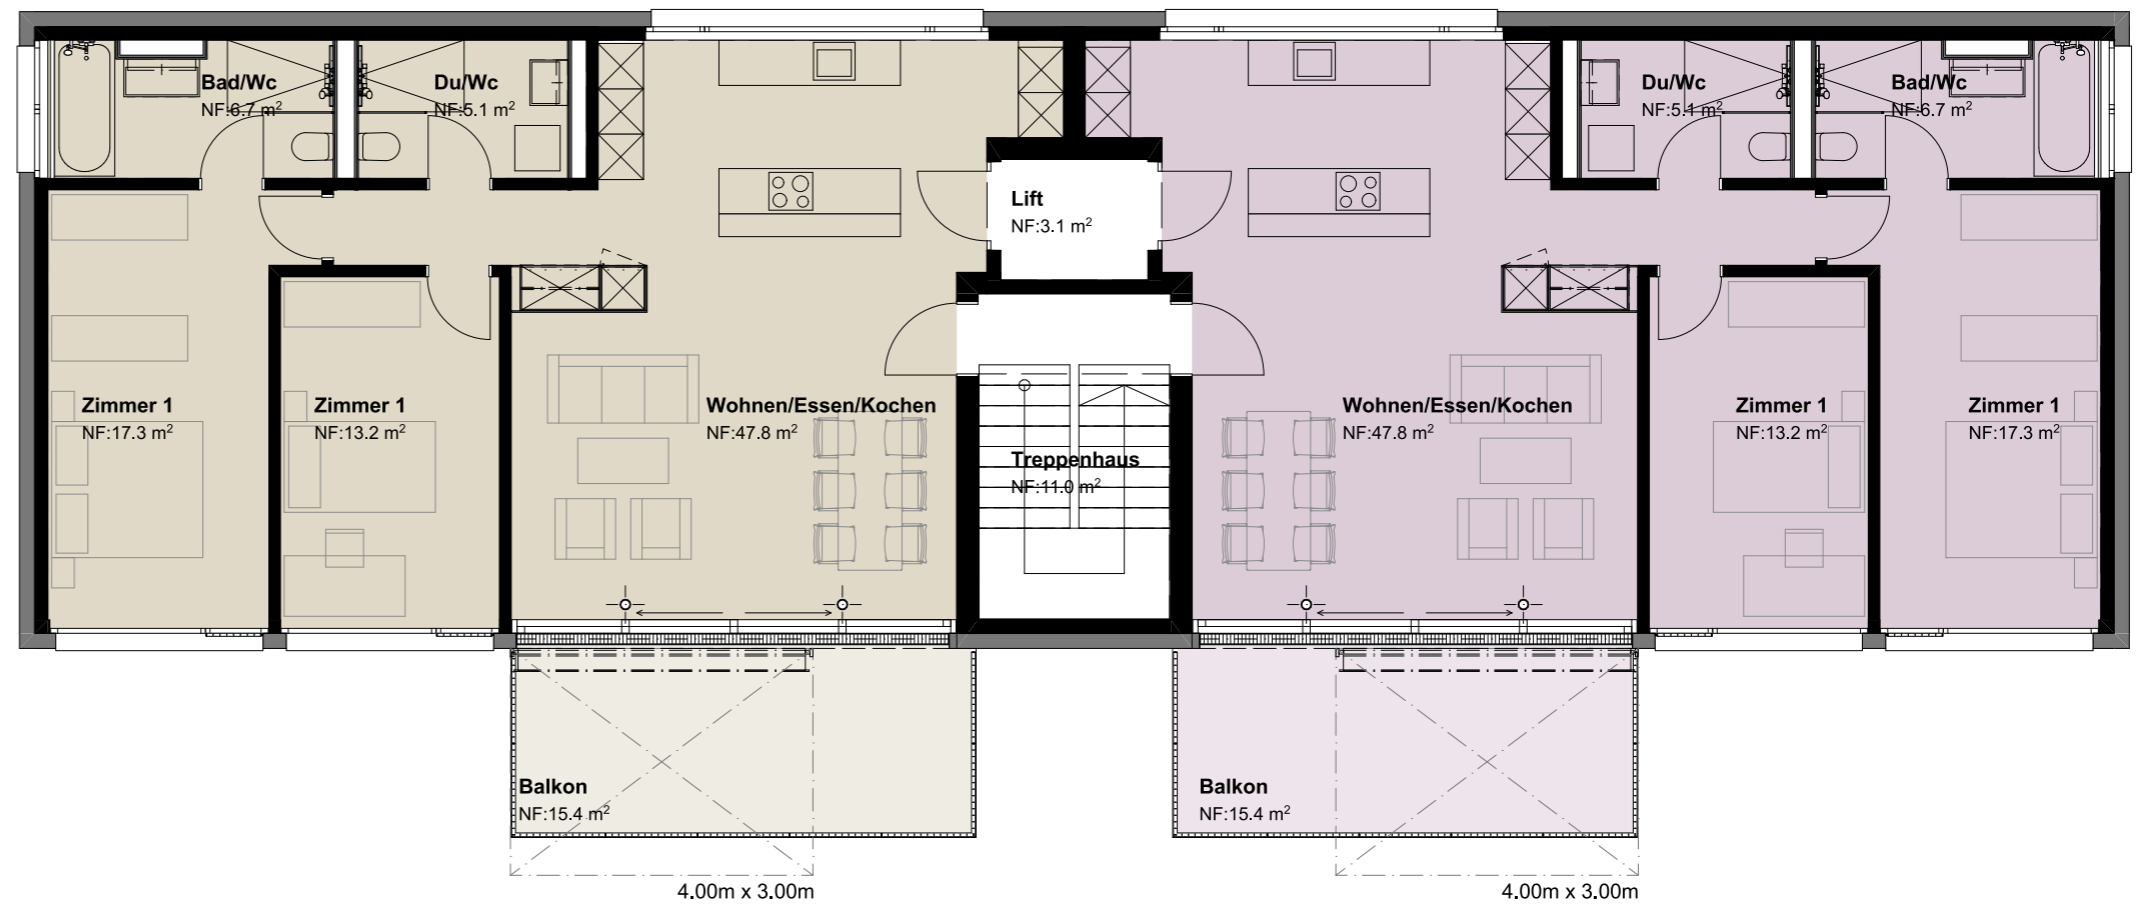 Bad/Wc
NF:6.7 m²
Du/Wc
NF:5.1 m²
Du/Wc
NF:5.1 m²
Bad/Wc
NF:6.7 m²
Lift
NF:3.1 m²
Zimmer 1
NF:17.3 m²
Zimmer 1
NF:13.2 m²
Wohnen/Essen/Kochen
NF:47.8 m²
Treppenhaus
NF:11.0 m²
Wohnen/Essen/Kochen
NF:47.8 m²
Zimmer 1
NF:13.2 m²
Zimmer 1
NF:17.3 m²
Balkon
NF:15.4 m²
Balkon
NF:15.4 m²
4.00m x 3.00m
4.00m x 3.00m